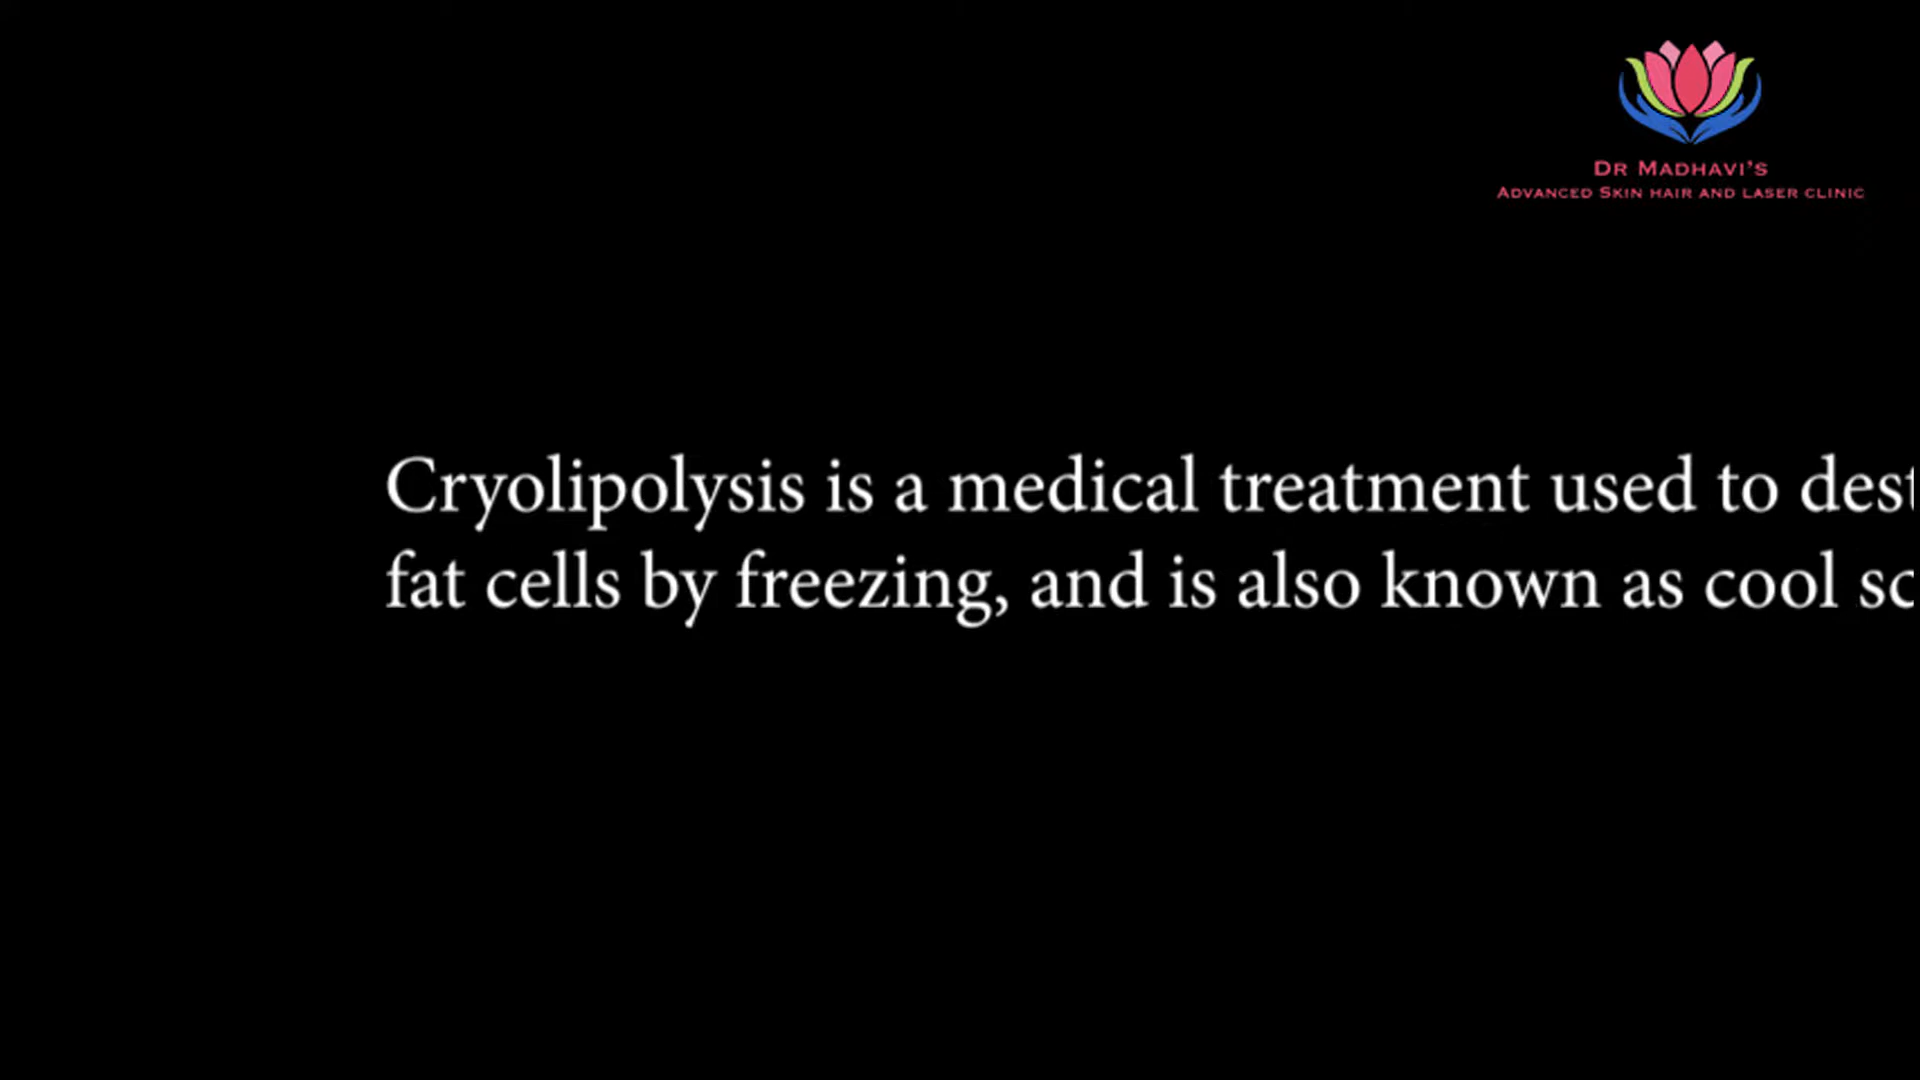 DR MADHAVI'S
ADVANCED SKIN HAIR AND LASER CLINIC
Cryolipolysis is a medical treatment used to
fat cells by freezing, and is also known as cool